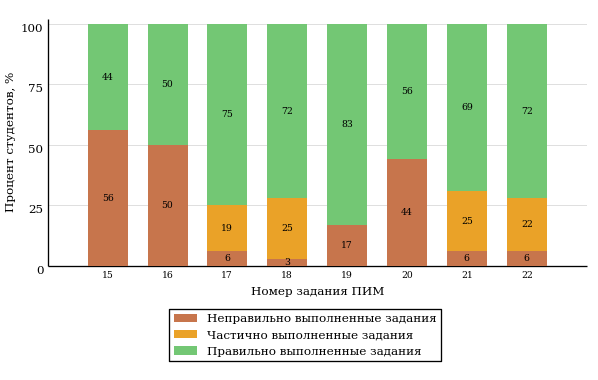 Процент студентов, %
100
75
50
25
0
44 50 75 72 83 56 69 72
19 25 25 22
56 50 6 3 17 44 6 6
15 16 17 18 19 20 21 22
Номер задания ПИМ
Неправильно выполненные задания
Частично выполненные задания
Правильно выполненные задания